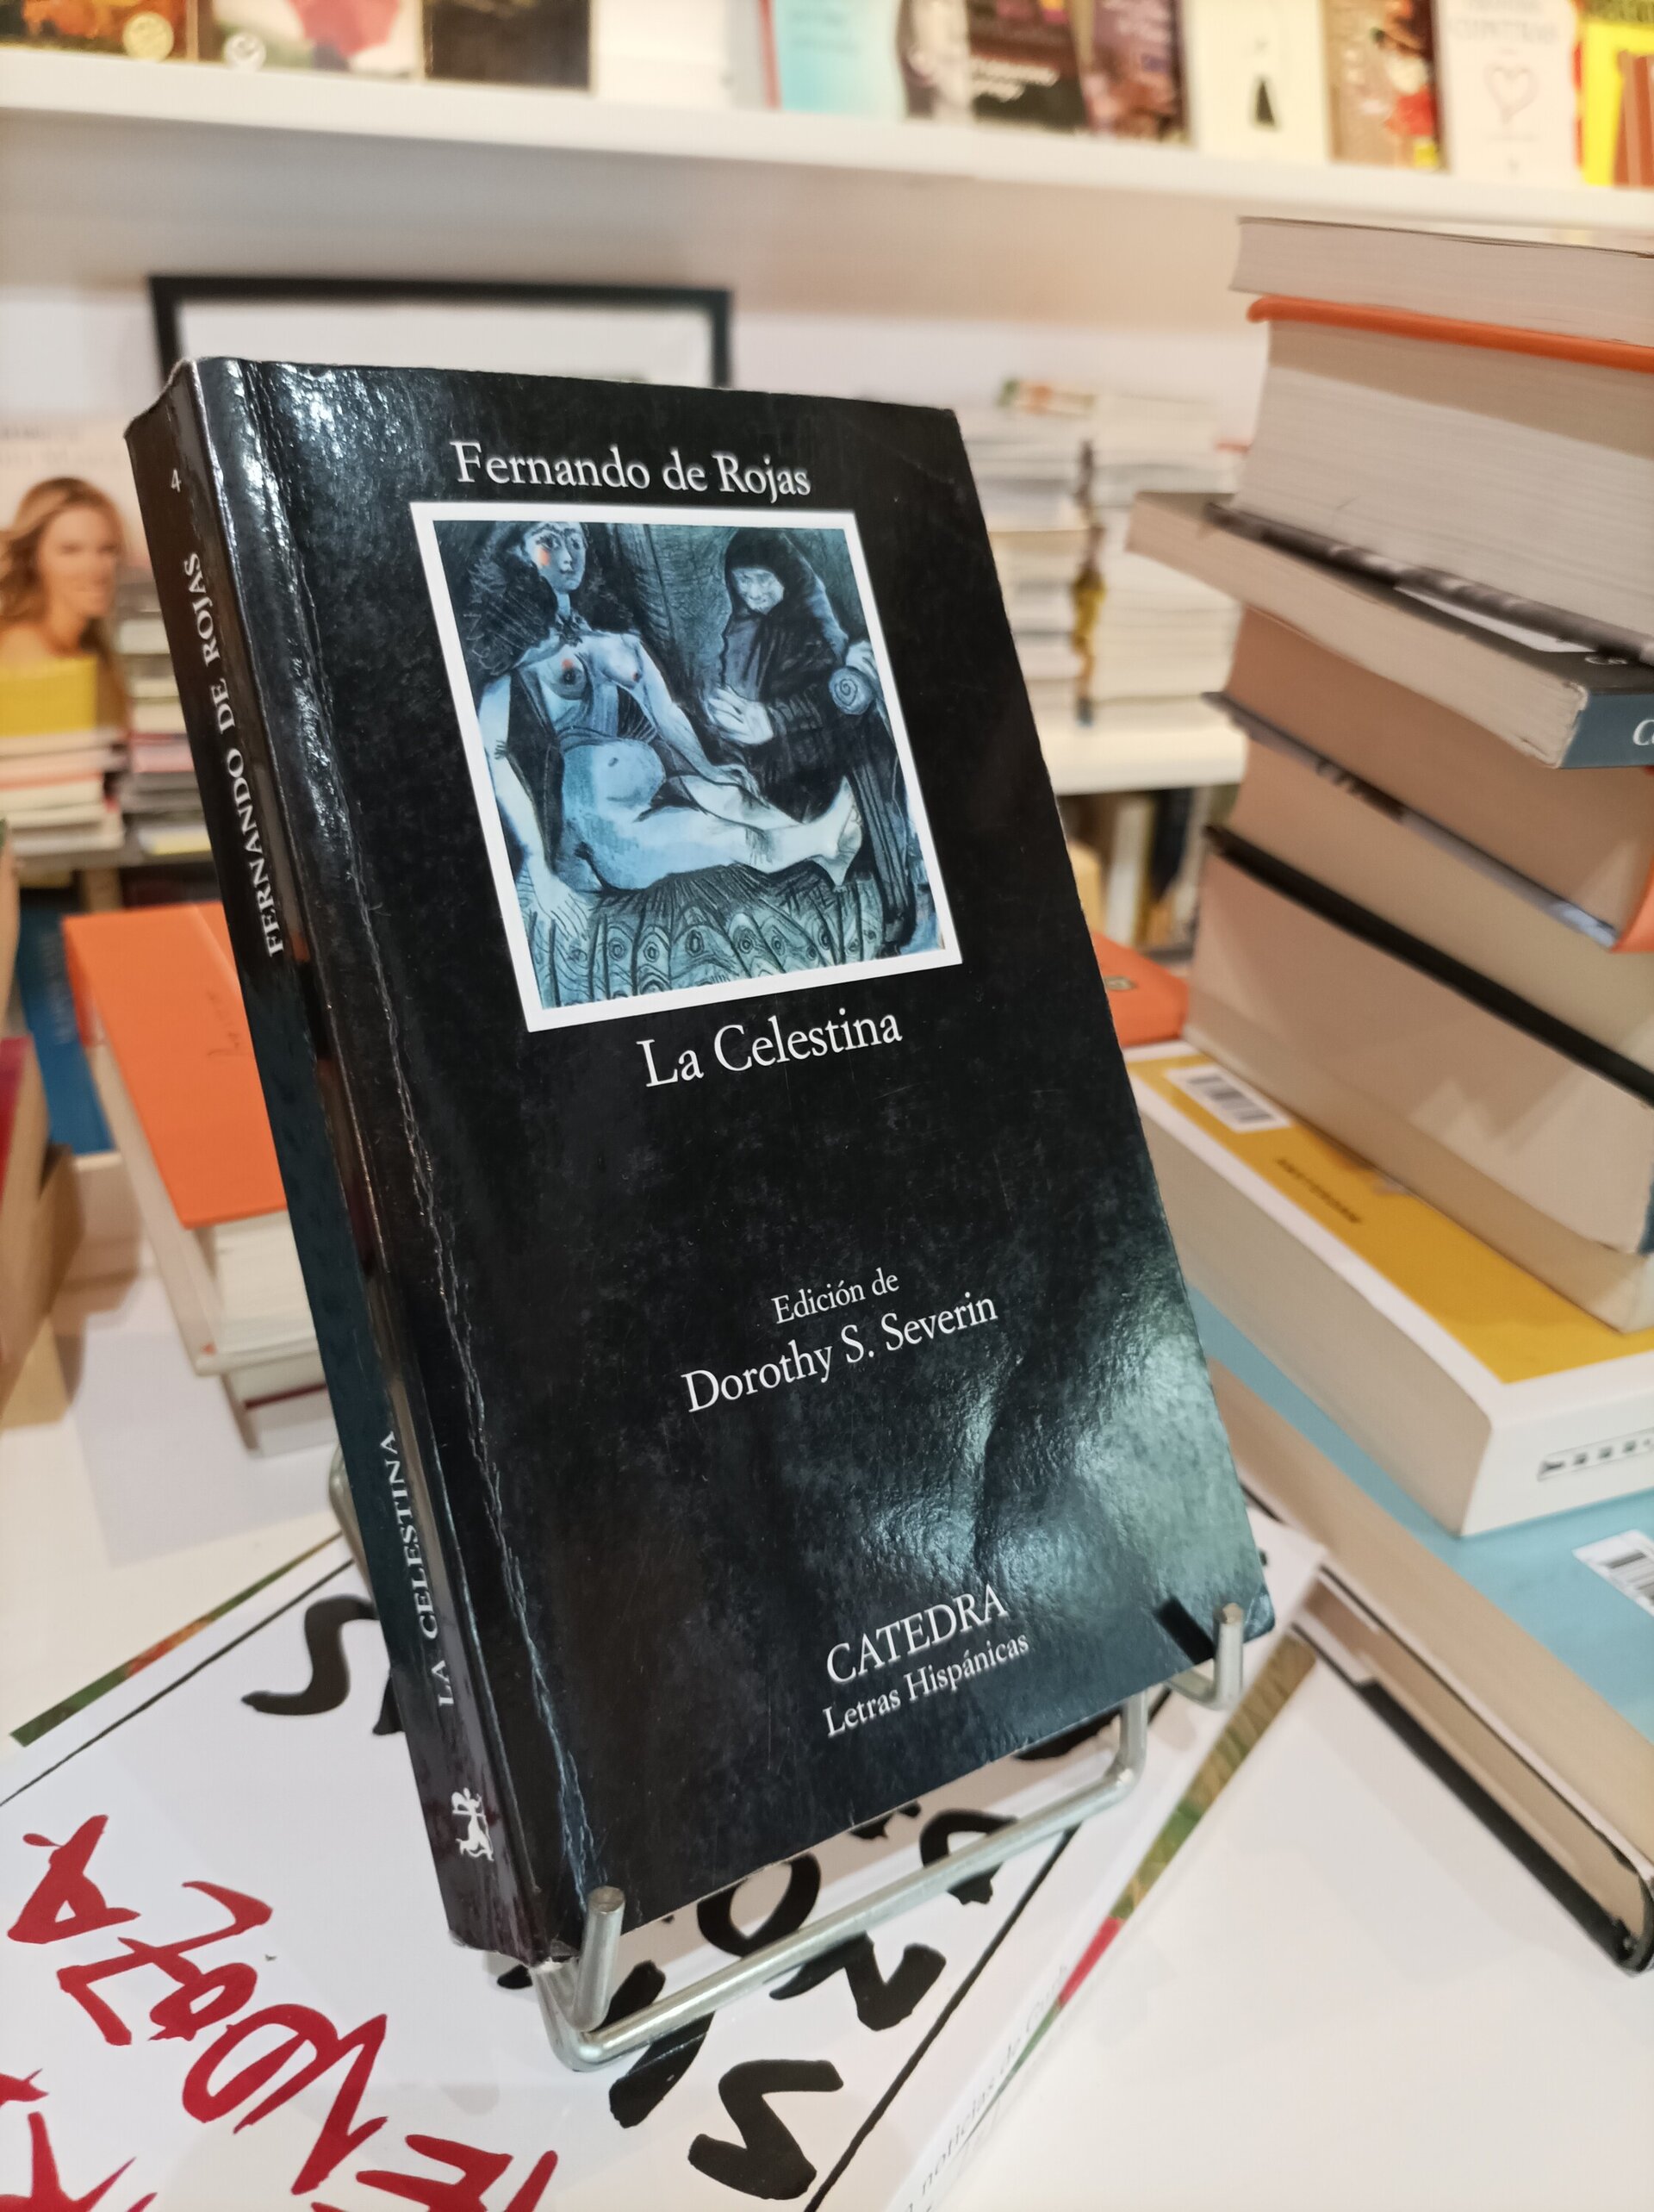 Fernando de Rojas
La Celestina
Edición de
Dorothy S. Severin
CATEDRA
Letras Hispánicas
4
FERNANDO DE ROJAS
LA CELESTINA